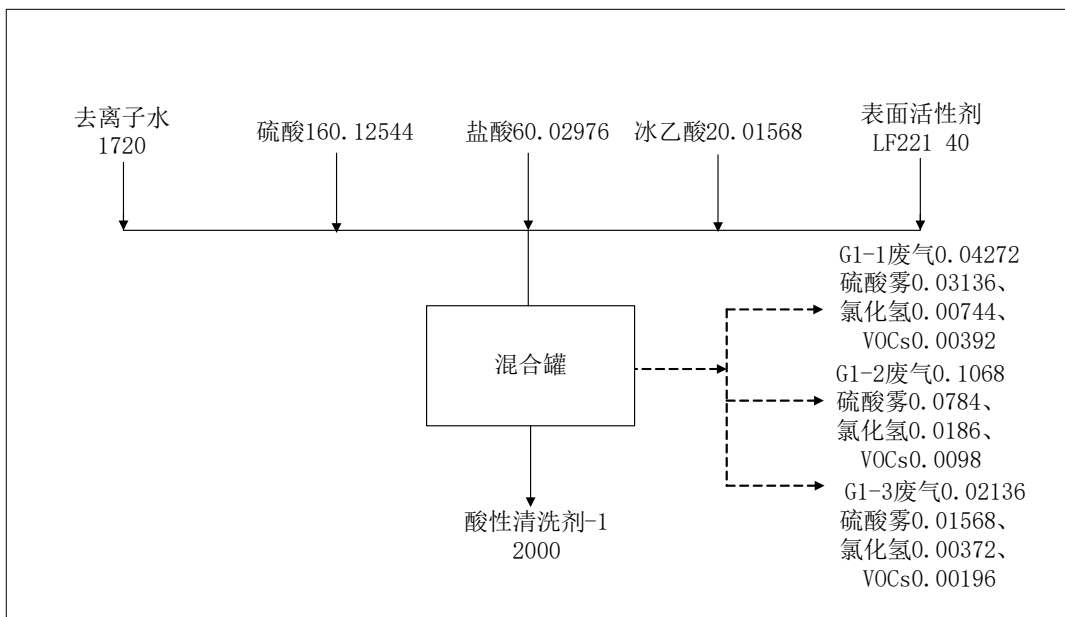 去离子水
1720
硫酸160.12544
盐酸60.02976
冰乙酸20.01568
表面活性剂
LF221 40
混合罐
G1-1废气0.04272
硫酸雾0.03136、
氯化氢0.00744、
VOCs0.00392
G1-2废气0.1068
硫酸雾0.0784、
氯化氢0.0186、
VOCs0.0098
G1-3废气0.02136
硫酸雾0.01568、
氯化氢0.00372、
VOCs0.00196
酸性清洗剂-1
2000